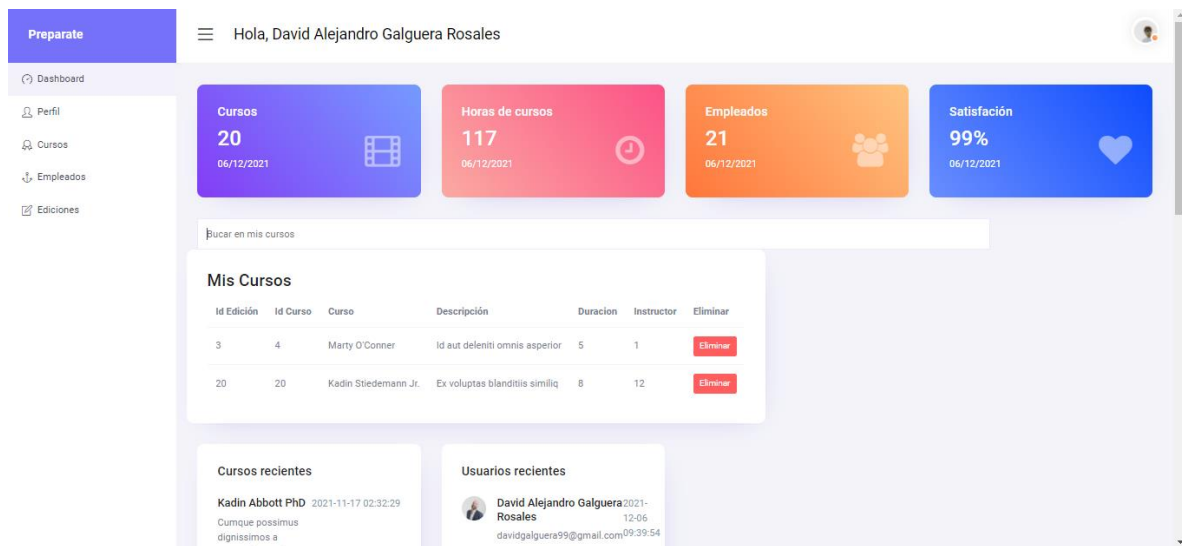 Preparate
Hola, David Alejandro Galguera Rosales
Dashboard
Perfil
Cursos
Empleados
Ediciones
Cursos
20
06/12/2021
Horas de cursos
117
06/12/2021
Empleados
21
06/12/2021
Satisfacción
99%
06/12/2021
Bucar en mis cursos
Mis Cursos
Id Edición Id Curso Curso Descripción Duracion Instructor Eliminar
3 4 Marty O'Conner Id aut deleniti omnis asperior 5 1 Eliminar
20 20 Kadin Stiedemann Jr. Ex voluptas blanditiis similiq 8 12 Eliminar
Cursos recientes
Kadin Abbott PhD 2021-11-17 02:32:29
Cumque possimus
dignissimos a
Usuarios recientes
David Alejandro Galguera 2021-
Rosales 12-06
davidgalguera99@gmail.com 09:39:54